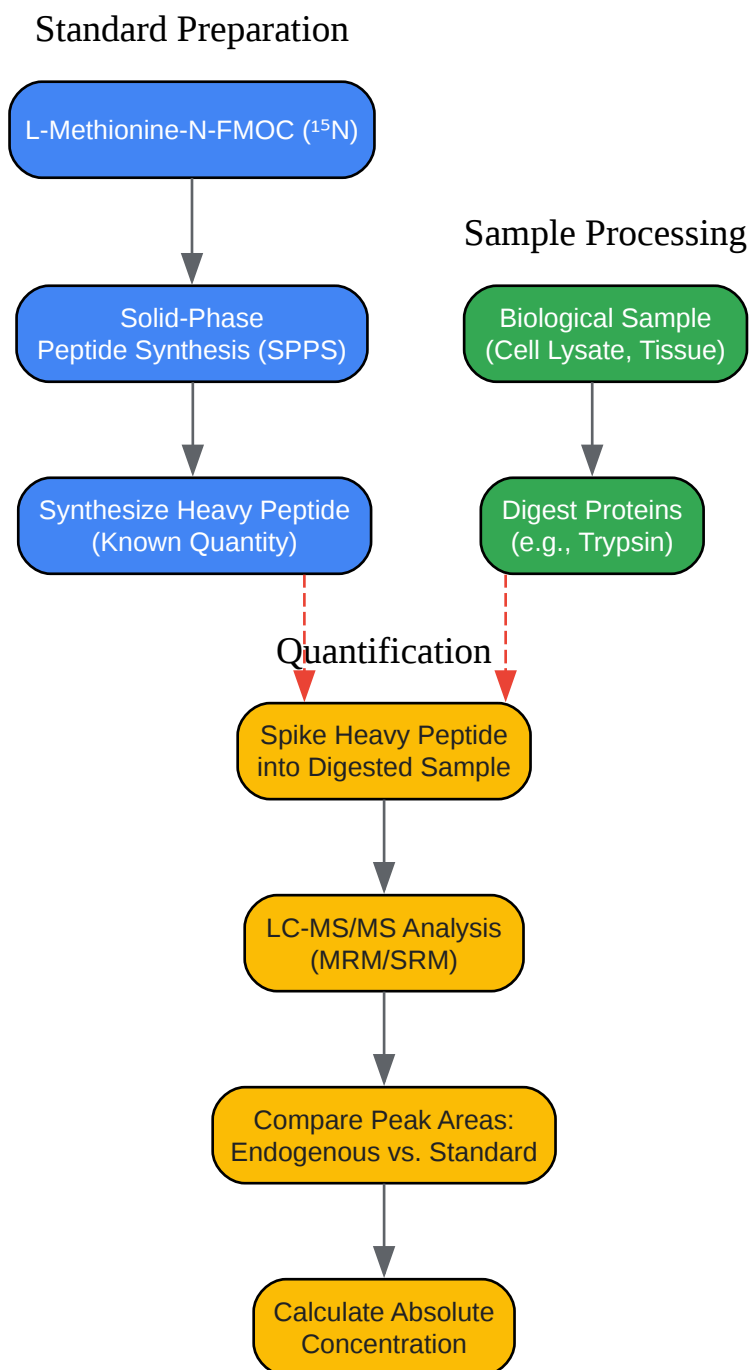 Standard Preparation
L-Methionine-N-FMOC (¹⁵N)
Solid-Phase
Peptide Synthesis (SPPS)
Synthesize Heavy Peptide
(Known Quantity)
Sample Processing
Biological Sample
(Cell Lysate, Tissue)
Digest Proteins
(e.g., Trypsin)
Quantification
Spike Heavy Peptide
into Digested Sample
LC-MS/MS Analysis
(MRM/SRM)
Compare Peak Areas:
Endogenous vs. Standard
Calculate Absolute
Concentration